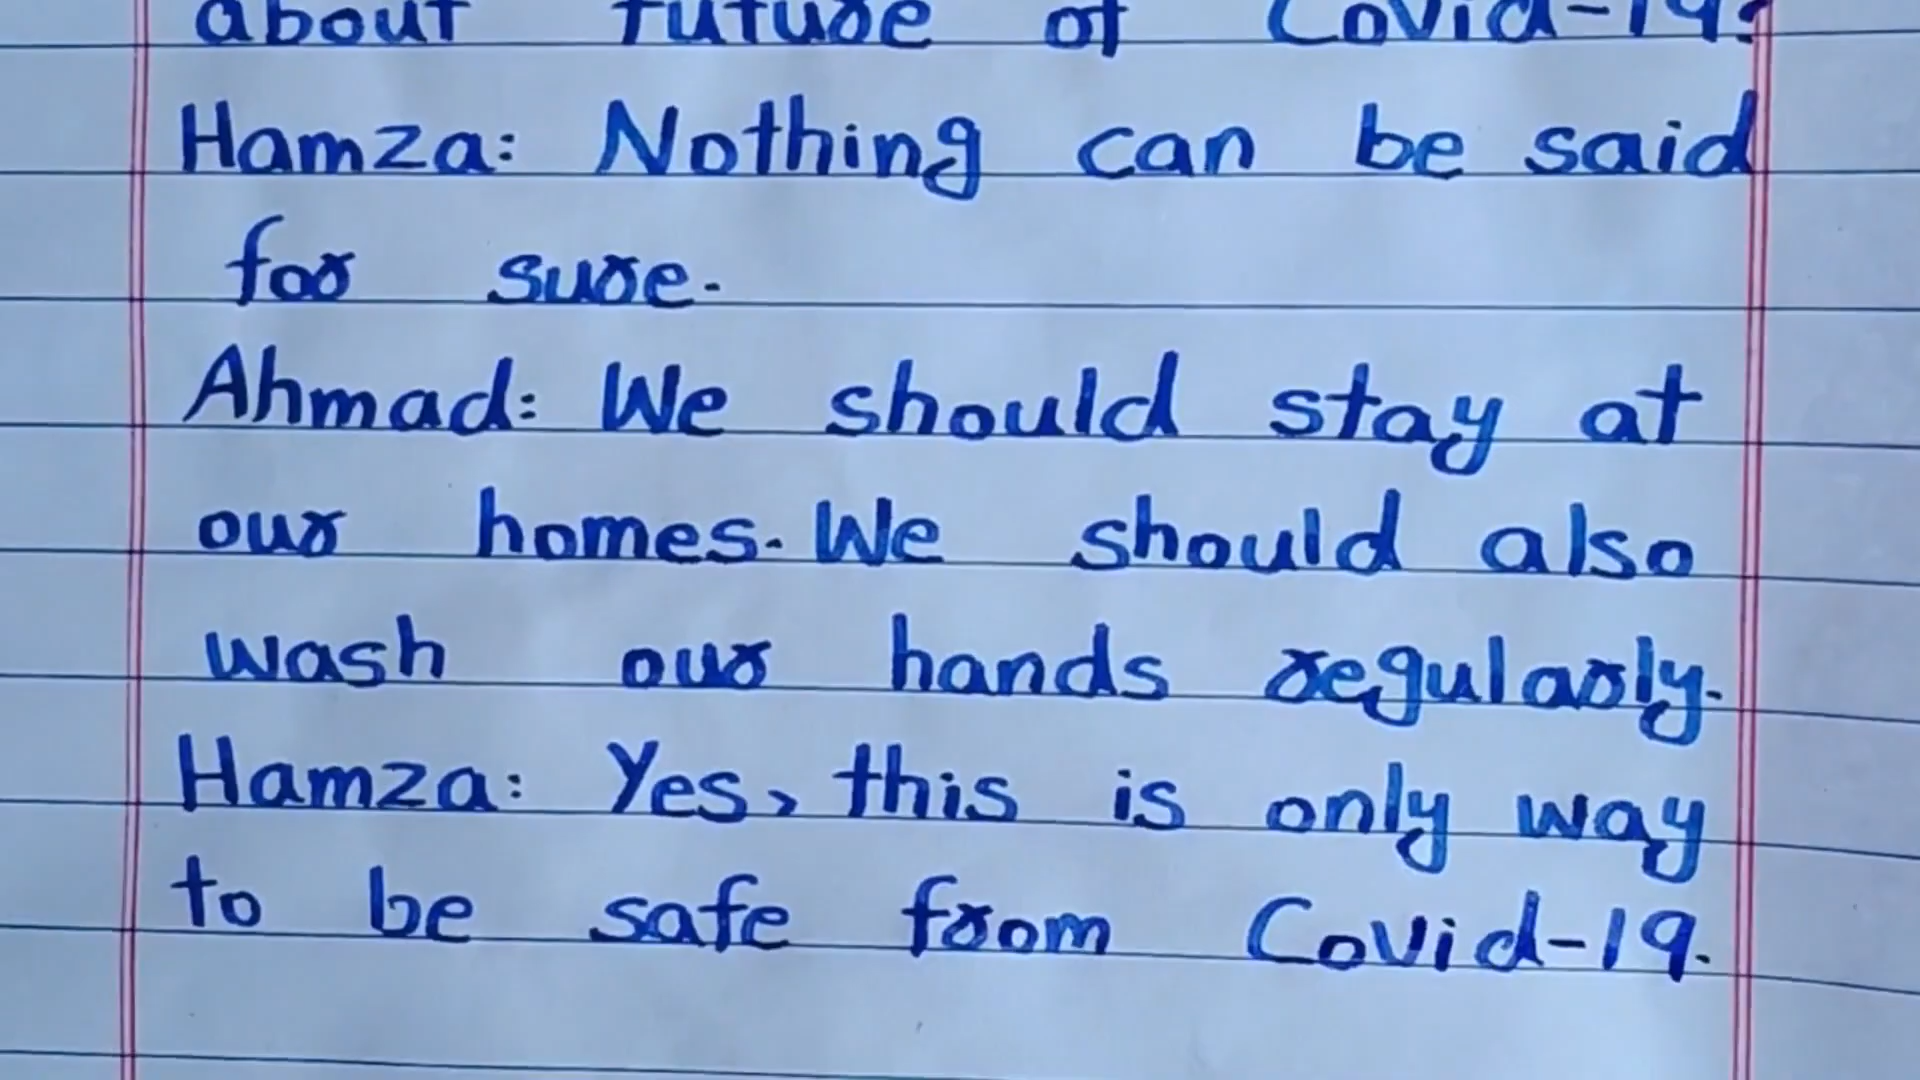 about future of Covid-19?
Hamza: Nothing can be said
for sure.
Ahmad: We should stay at
our homes. We should also
wash our hands regularly.
Hamza: Yes, this is only way
to be safe from Covid-19.